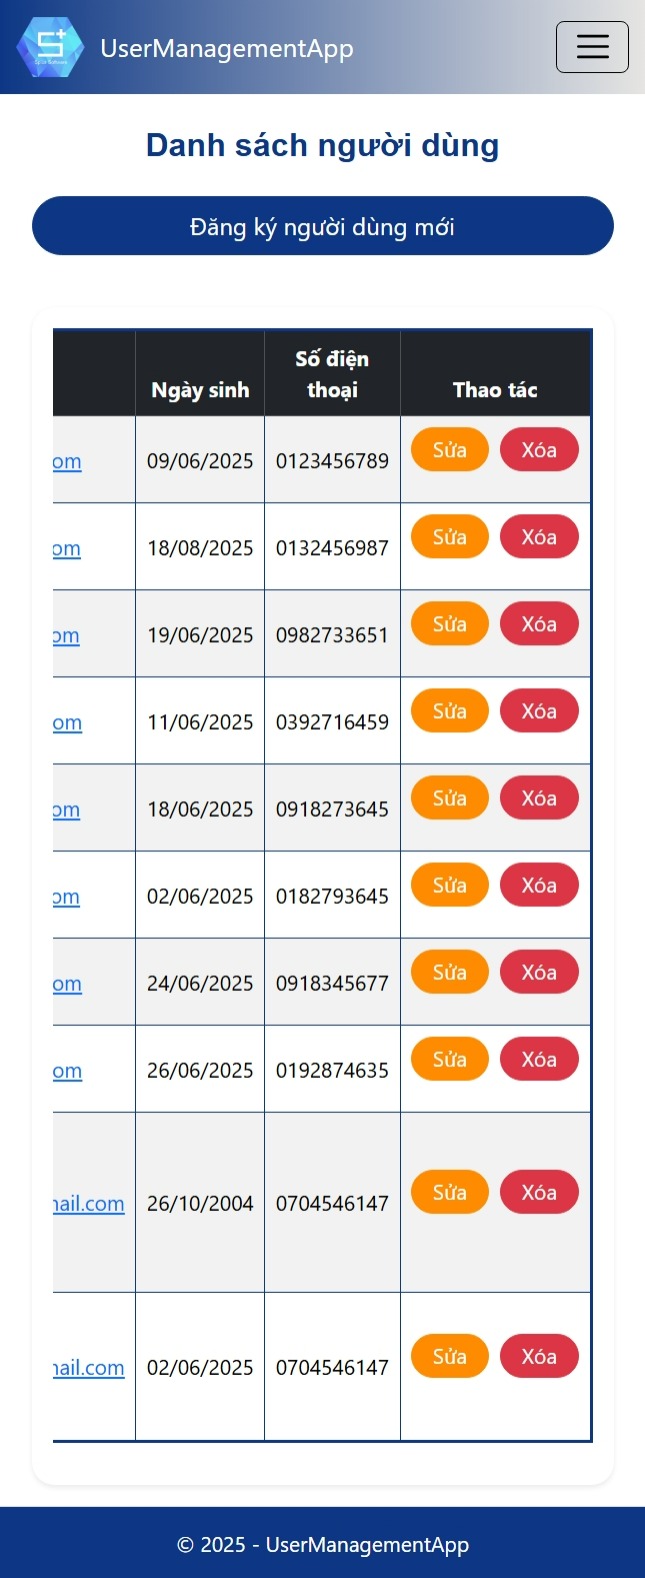 S+
UserManagementApp
Danh sách người dùng
Đăng ký người dùng mới
Ngày sinh Số điện thoại Thao tác
om 09/06/2025 0123456789 Sửa Xóa
om 18/08/2025 0132456987 Sửa Xóa
om 19/06/2025 0982733651 Sửa Xóa
om 11/06/2025 0392716459 Sửa Xóa
om 18/06/2025 0918273645 Sửa Xóa
om 02/06/2025 0182793645 Sửa Xóa
om 24/06/2025 0918345677 Sửa Xóa
om 26/06/2025 0192874635 Sửa Xóa
ail.com 26/10/2004 0704546147 Sửa Xóa
ail.com 02/06/2025 0704546147 Sửa Xóa
© 2025 - UserManagementApp